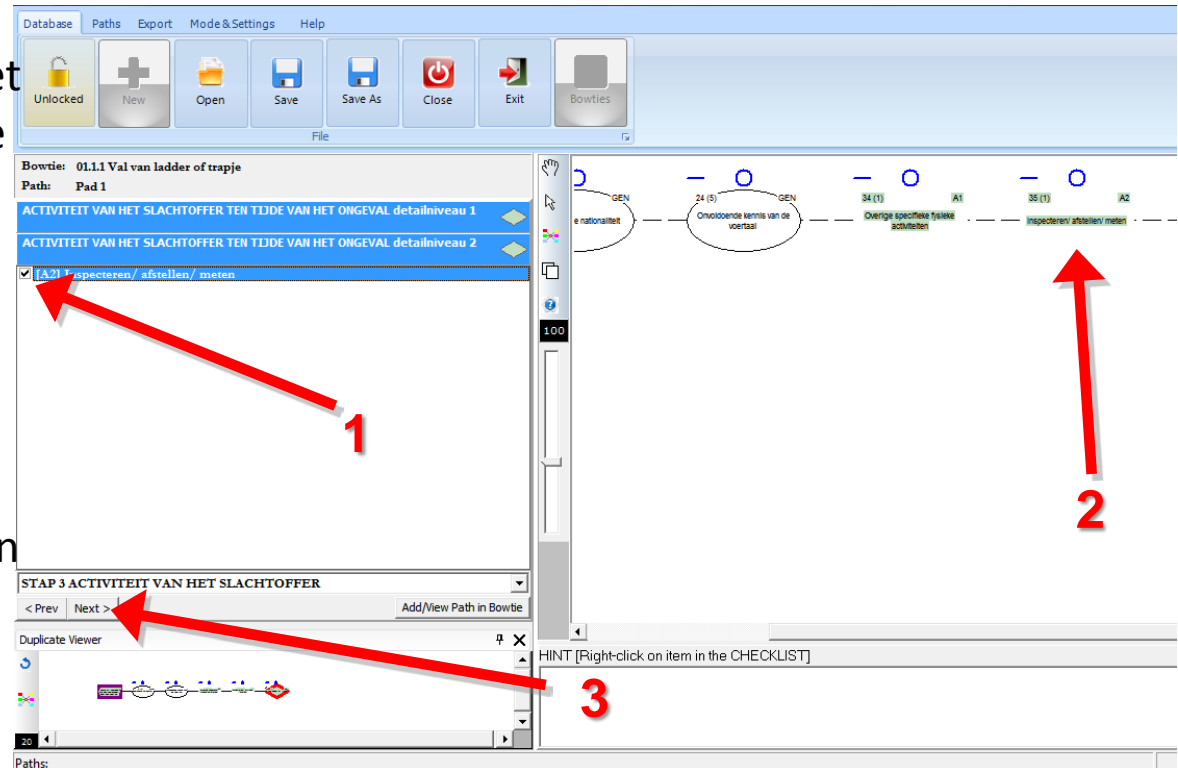 Database Paths Export Mode & Settings Help
et
e
Unlocked New Open Save Save As Close Exit Bowties
File
Bowtie: 01.1.1 Val van ladder of trapje
Path: Pad 1
ACTIVITEIT VAN HET SLACHTOFFER TEN TIJDE VAN HET ONGEVAL detailniveau 1
ACTIVITEIT VAN HET SLACHTOFFER TEN TIJDE VAN HET ONGEVAL detailniveau 2
[A2] Inspecteren/ afstellen/ meten
1
n
STAP 3 ACTIVITEIT VAN HET SLACHTOFFER
< Prev Next > Add/View Path in Bowtie
Duplicate Viewer
20
100
GEN
e nationaliteit
24 (5) GEN
Onvoldoende kennis van de
voertaal
34 (1) A1
Overige specifieke fysieke
activiteiten
35 (1) A2
Inspecteren/ afstellen/ meten
2
HINT [Right-click on item in the CHECKLIST]
3
Paths: